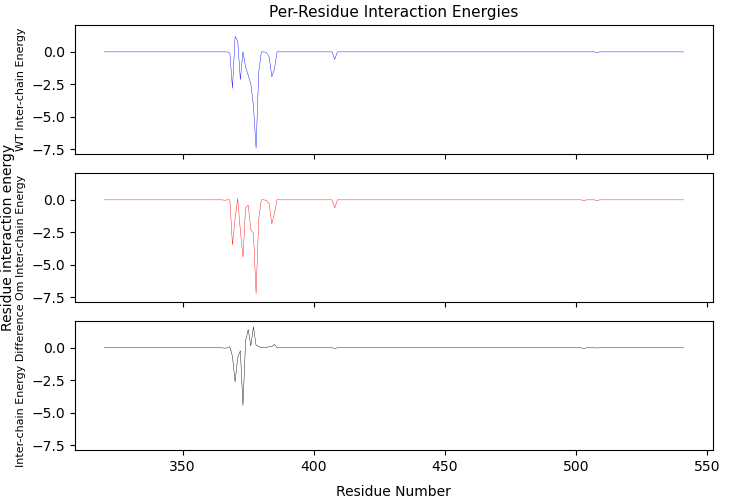 Per-Residue Interaction Energies
Residue interaction energy
WT Inter-chain Energy
0.0
−2.5
−5.0
−7.5
Om Inter-chain Energy
0.0
−2.5
−5.0
−7.5
Inter-chain Energy Difference
0.0
−2.5
−5.0
−7.5
350 400 450 500 550
Residue Number